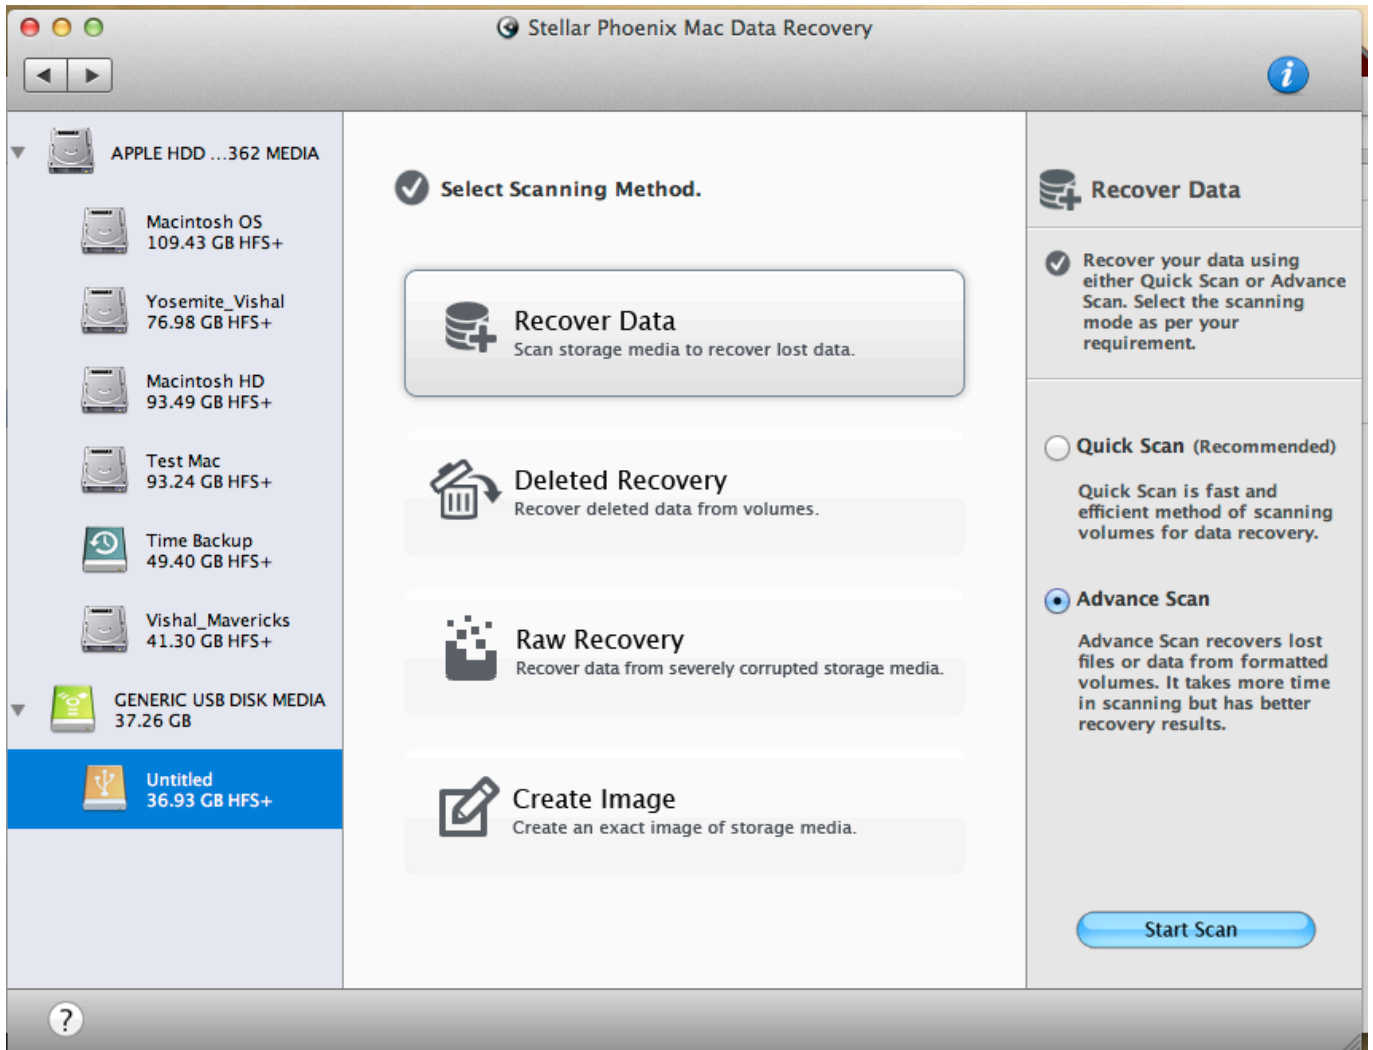 Stellar Phoenix Mac Data Recovery
APPLE HDD ...362 MEDIA
Macintosh OS
109.43 GB HFS+
Yosemite_Vishal
76.98 GB HFS+
Macintosh HD
93.49 GB HFS+
Test Mac
93.24 GB HFS+
Time Backup
49.40 GB HFS+
Vishal_Mavericks
41.30 GB HFS+
GENERIC USB DISK MEDIA
37.26 GB
Untitled
36.93 GB HFS+
Select Scanning Method.
Recover Data
Scan storage media to recover lost data.
Deleted Recovery
Recover deleted data from volumes.
Raw Recovery
Recover data from severely corrupted storage media.
Create Image
Create an exact image of storage media.
i
Recover Data
Recover your data using
either Quick Scan or Advance
Scan. Select the scanning
mode as per your
requirement.
Quick Scan (Recommended)
Quick Scan is fast and
efficient method of scanning
volumes for data recovery.
Advance Scan
Advance Scan recovers lost
files or data from formatted
volumes. It takes more time
in scanning but has better
recovery results.
Start Scan
?